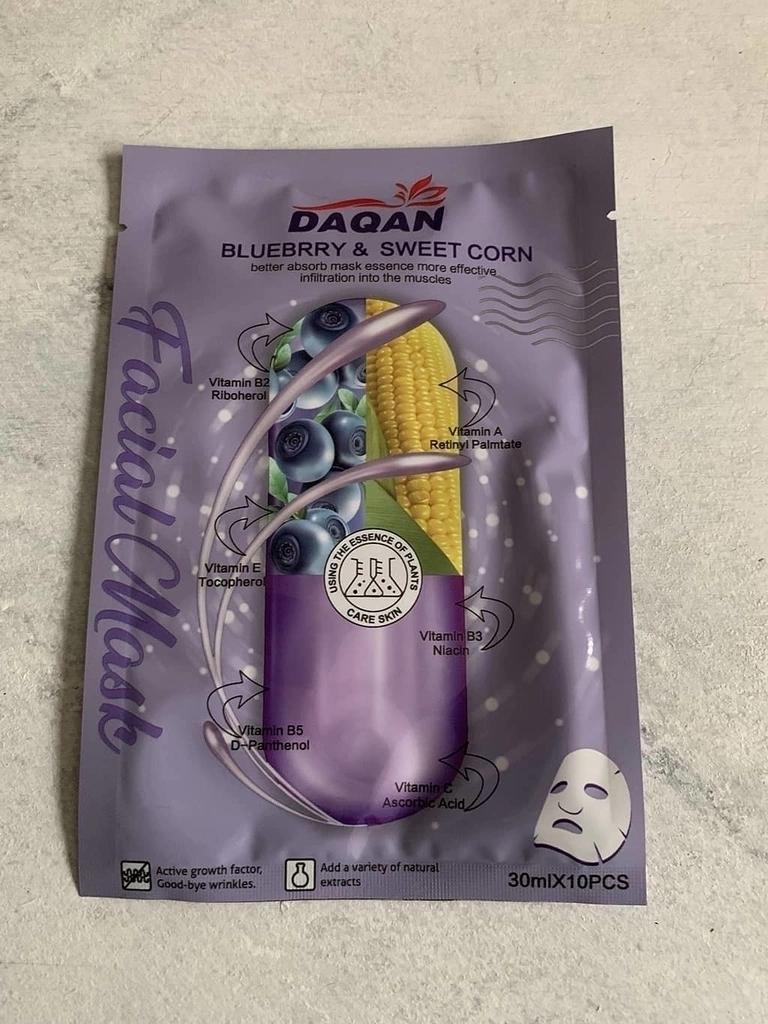 DAQAN
BLUEBRRY & SWEET CORN
better absorb mask essence more effective
infiltration into the muscles
Facial Mask
Vitamin B2
Riboherol
Vitamin A
Retinyl Palmtate
Vitamin E
Tocopherol
USING THE ESSENCE OF PLANTS
CARE SKIN
Vitamin B3
Niacin
Vitamin B5
D-Panthenol
Vitamin C
Ascorbic Acid
Active growth factor,
Good-bye wrinkles.
Add a variety of natural
extracts
30mlX10PCS